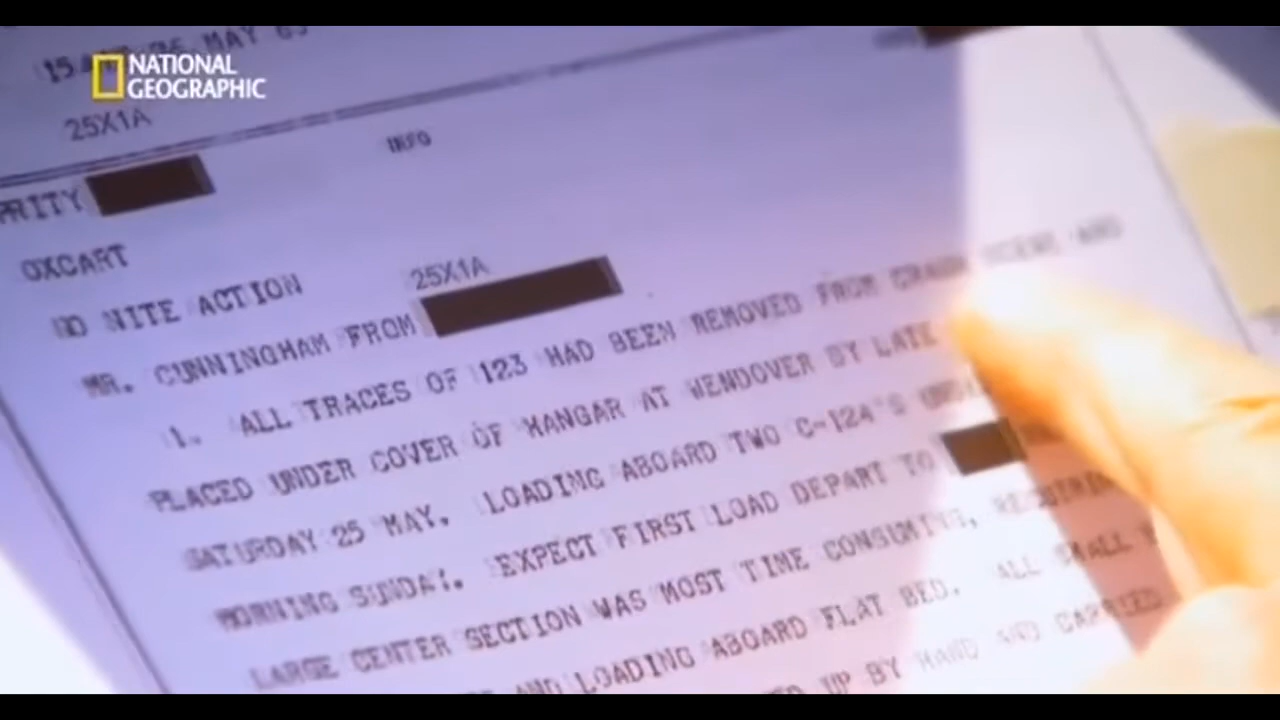 MAY 63
NATIONAL
GEOGRAPHIC
25X1A
INFO
PRITY
OXCART
NO NITE ACTION
25X1A
MR. CUNNINGHAM FROM
1. ALL TRACES OF 123 HAD BEEN REMOVED FROM CRASH SCENE AND
PLACED UNDER COVER OF HANGAR AT WENDOVER BY LATE
SATURDAY 25 MAY. LOADING ABOARD TWO C-124'S
MORNING SUNDAY. EXPECT FIRST LOAD DEPART TO
LARGE CENTER SECTION WAS MOST TIME CONSUMING,
AND LOADING ABOARD FLAT BED. ALL SMALL
UP BY HAND AND CARRIED